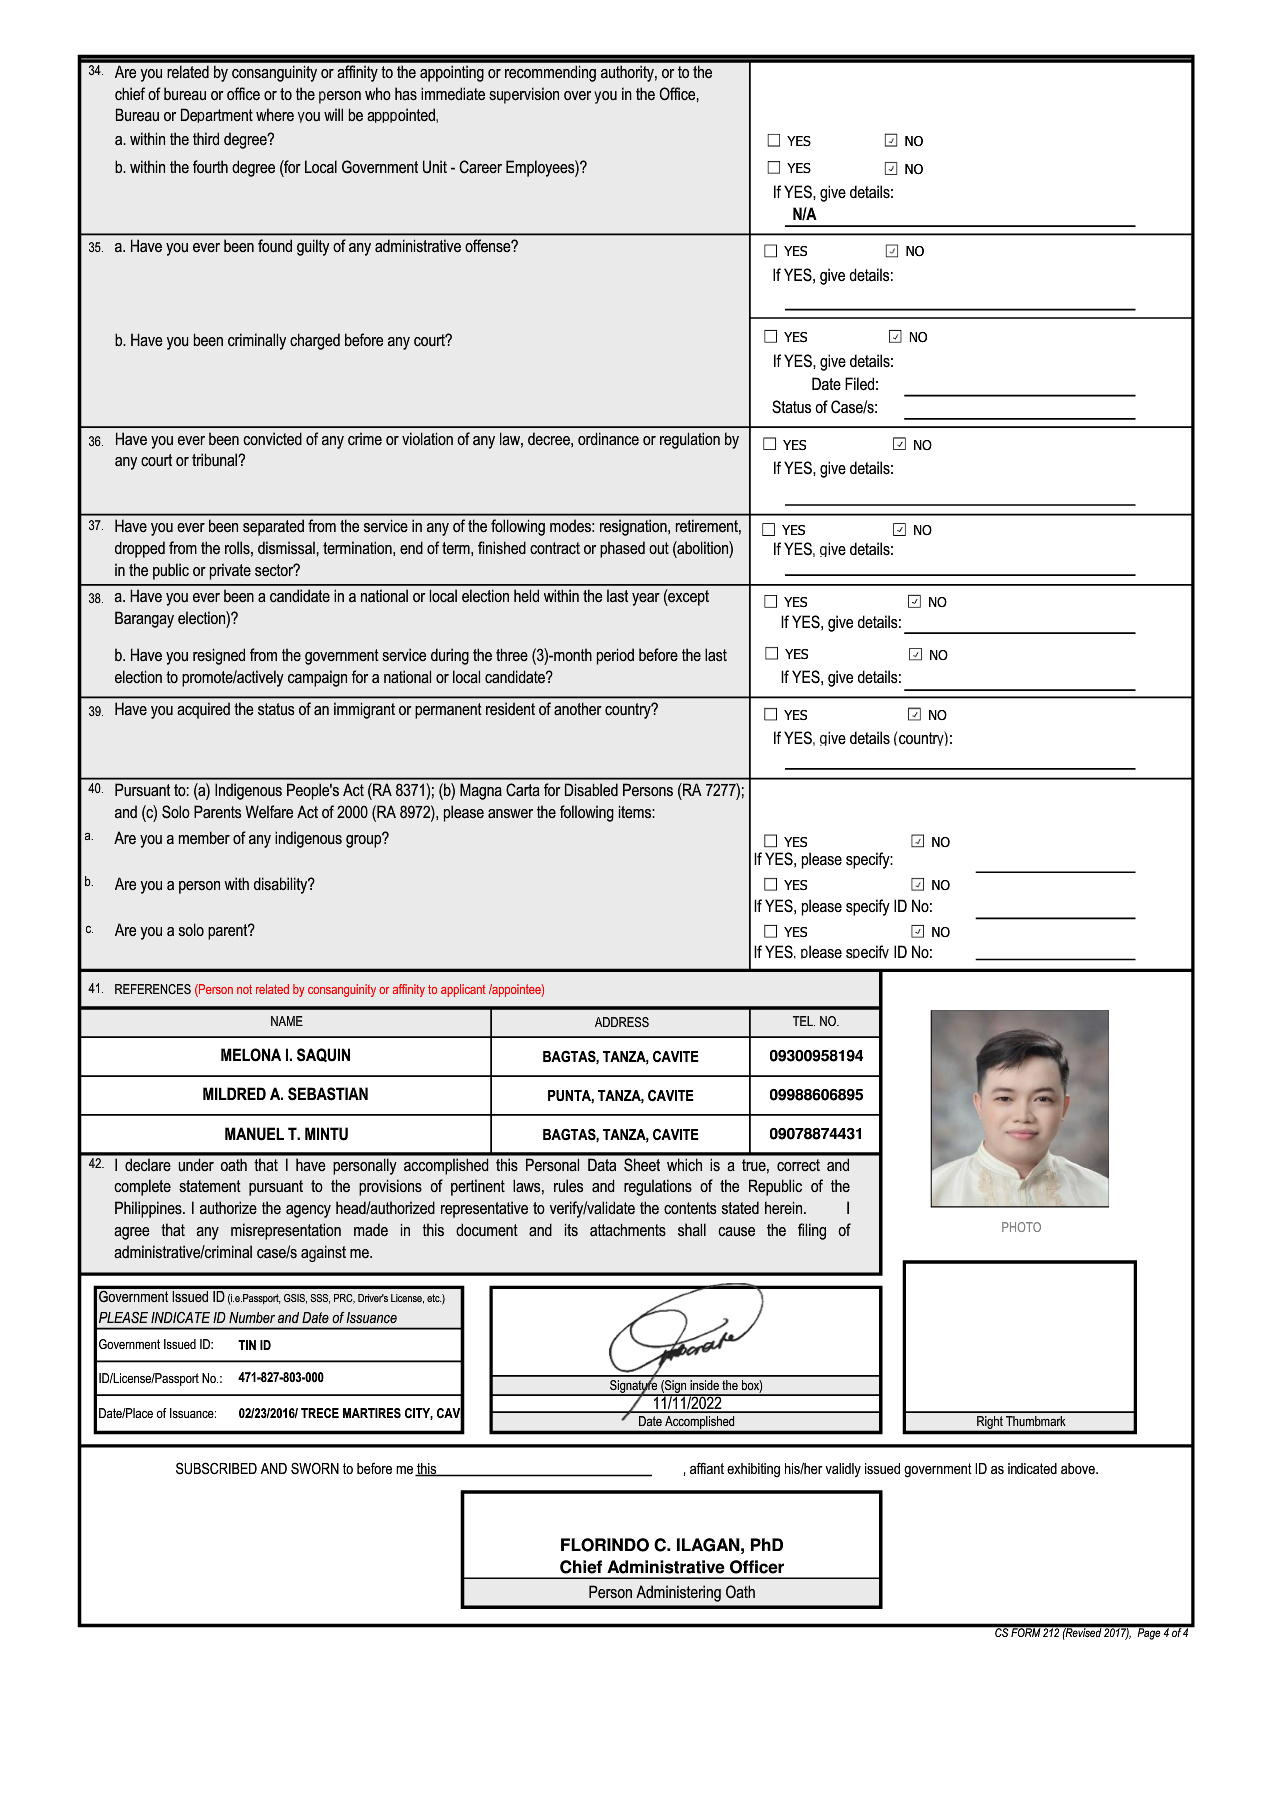 34. Are you related by consanguinity or affinity to the appointing or recommending authority, or to the
chief of bureau or office or to the person who has immediate supervision over you in the Office,
Bureau or Department where you will be apppointed,
a. within the third degree?
YES NO
b. within the fourth degree (for Local Government Unit - Career Employees)?
YES NO
If YES, give details:
N/A
35. a. Have you ever been found guilty of any administrative offense?
YES NO
If YES, give details:
b. Have you been criminally charged before any court?
YES NO
If YES, give details:
Date Filed:
Status of Case/s:
36. Have you ever been convicted of any crime or violation of any law, decree, ordinance or regulation by
any court or tribunal?
YES NO
If YES, give details:
37. Have you ever been separated from the service in any of the following modes: resignation, retirement,
dropped from the rolls, dismissal, termination, end of term, finished contract or phased out (abolition)
in the public or private sector?
YES NO
If YES, give details:
38. a. Have you ever been a candidate in a national or local election held within the last year (except
Barangay election)?
YES NO
If YES, give details:
b. Have you resigned from the government service during the three (3)-month period before the last
election to promote/actively campaign for a national or local candidate?
YES NO
If YES, give details:
39. Have you acquired the status of an immigrant or permanent resident of another country?
YES NO
If YES, give details (country):
40. Pursuant to: (a) Indigenous People's Act (RA 8371); (b) Magna Carta for Disabled Persons (RA 7277);
and (c) Solo Parents Welfare Act of 2000 (RA 8972), please answer the following items:
a. Are you a member of any indigenous group?
YES NO
If YES, please specify:
b. Are you a person with disability?
YES NO
If YES, please specify ID No:
c. Are you a solo parent?
YES NO
If YES, please specify ID No:
41. REFERENCES (Person not related by consanguinity or affinity to applicant /appointee)
NAME ADDRESS TEL. NO.
MELONA I. SAQUIN BAGTAS, TANZA, CAVITE 09300958194
MILDRED A. SEBASTIAN PUNTA, TANZA, CAVITE 09988606895
MANUEL T. MINTU BAGTAS, TANZA, CAVITE 09078874431
42. I declare under oath that I have personally accomplished this Personal Data Sheet which is a true, correct and
complete statement pursuant to the provisions of pertinent laws, rules and regulations of the Republic of the
Philippines. I authorize the agency head/authorized representative to verify/validate the contents stated herein. I
agree that any misrepresentation made in this document and its attachments shall cause the filing of
administrative/criminal case/s against me.
PHOTO
Government Issued ID (i.e.Passport, GSIS, SSS, PRC, Driver's License, etc.)
PLEASE INDICATE ID Number and Date of Issuance
Government Issued ID: TIN ID
ID/License/Passport No.: 471-827-803-000
Date/Place of Issuance: 02/23/2016/ TRECE MARTIRES CITY, CAV
Signature (Sign inside the box)
11/11/2022
Date Accomplished
Right Thumbmark
SUBSCRIBED AND SWORN to before me this , affiant exhibiting his/her validly issued government ID as indicated above.
FLORINDO C. ILAGAN, PhD
Chief Administrative Officer
Person Administering Oath
CS FORM 212 (Revised 2017), Page 4 of 4